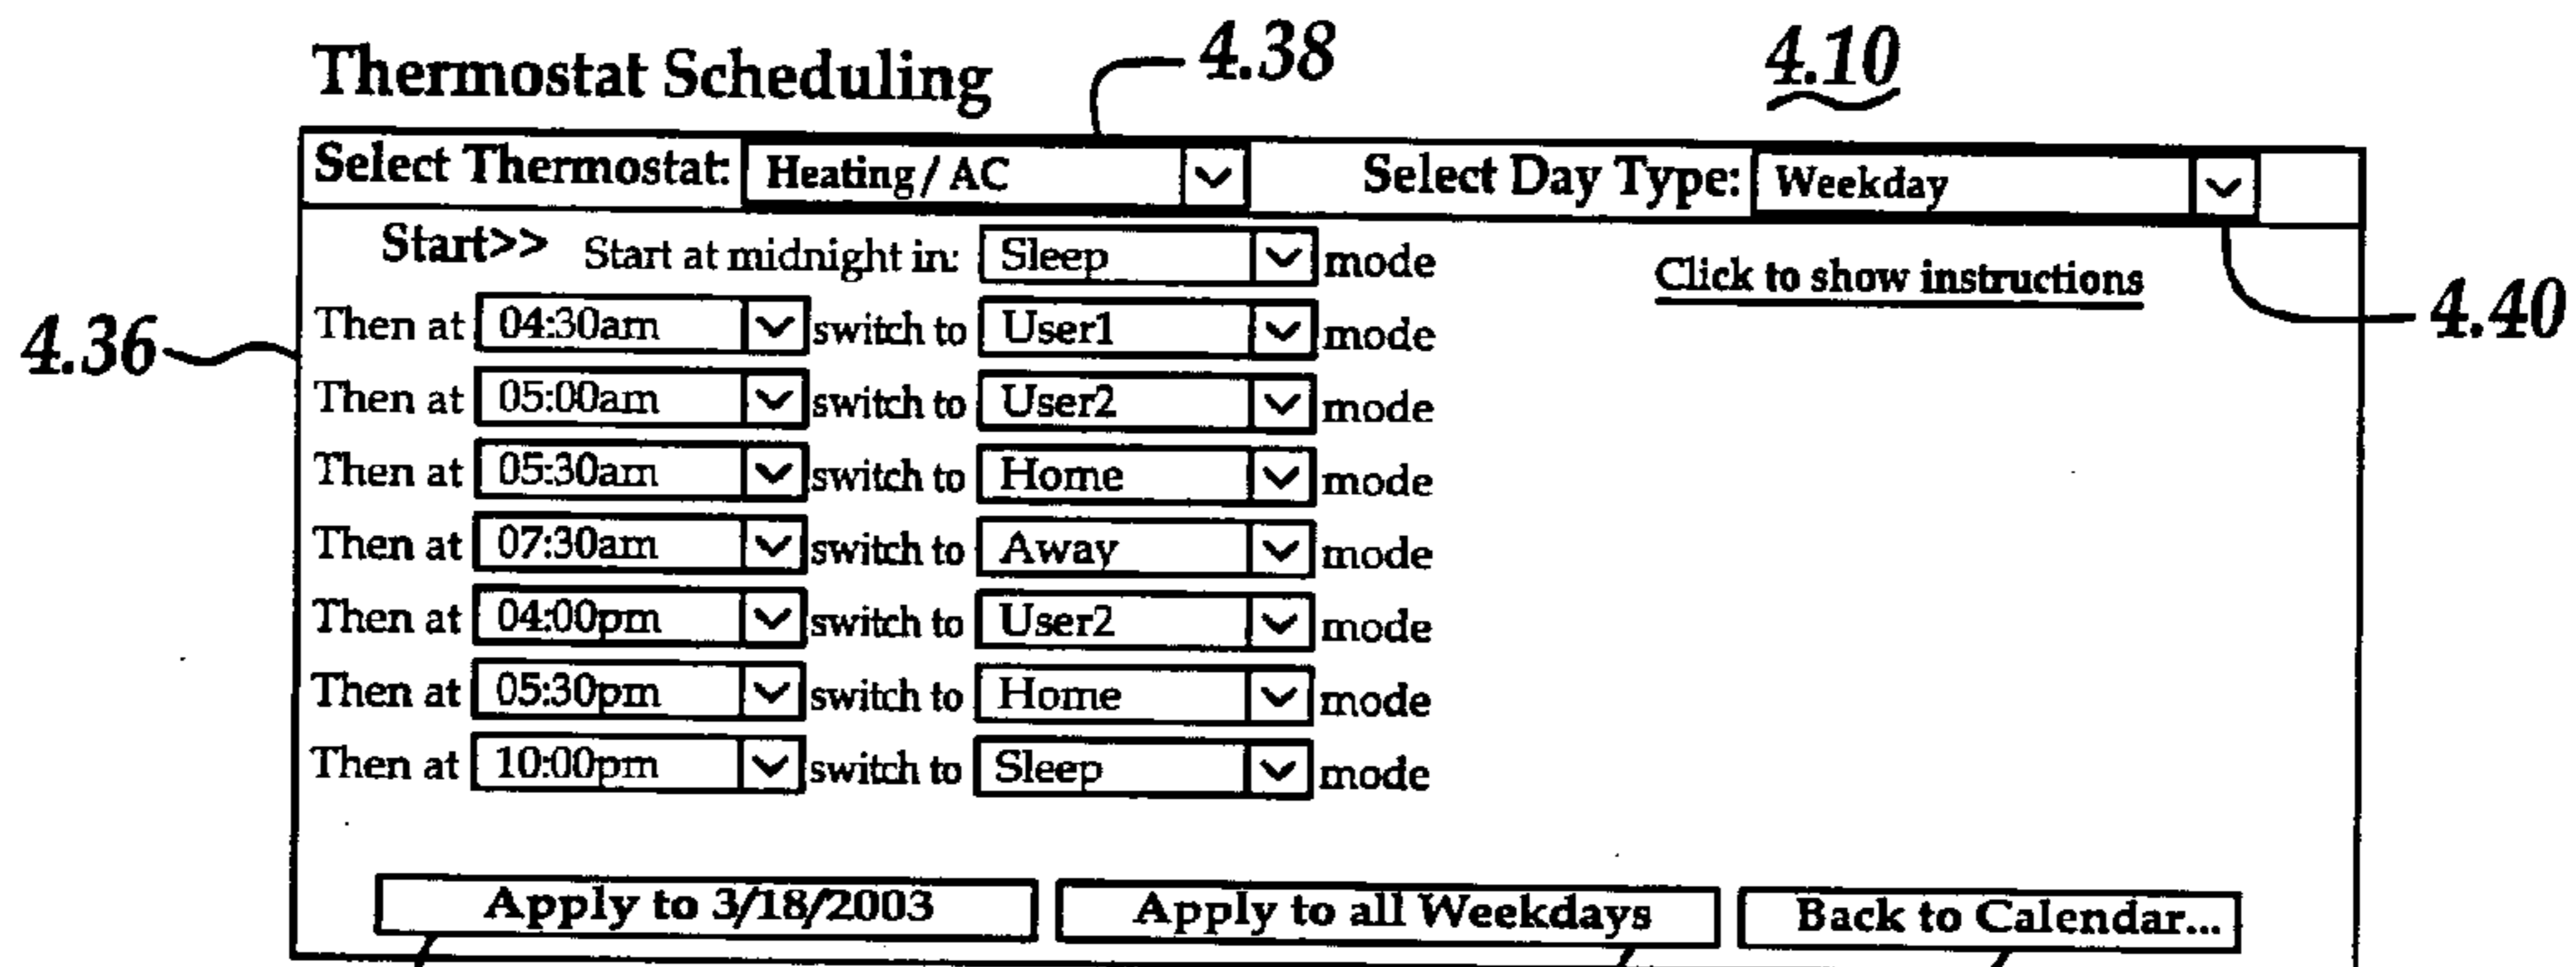 Thermostat Scheduling 4.38 4.10
Select Thermostat: Heating / AC Select Day Type: Weekday
Start>> Start at midnight in: Sleep mode Click to show instructions
Then at 04:30am switch to User1 mode
4.36 4.40
Then at 05:00am switch to User2 mode
Then at 05:30am switch to Home mode
Then at 07:30am switch to Away mode
Then at 04:00pm switch to User2 mode
Then at 05:30pm switch to Home mode
Then at 10:00pm switch to Sleep mode
Apply to 3/18/2003 Apply to all Weekdays Back to Calendar...